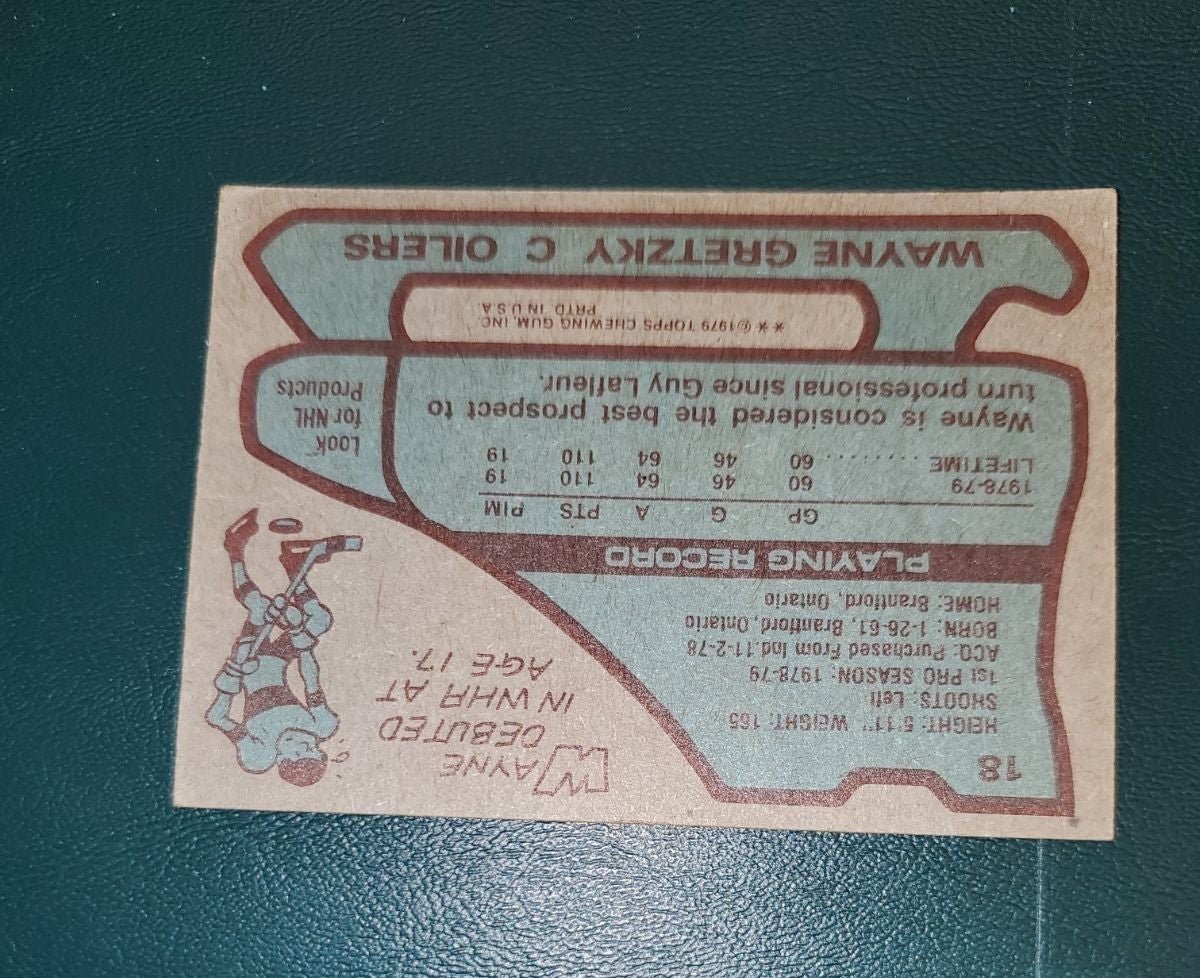 18
HEIGHT: 5'11" WEIGHT: 165
SHOOTS: Left
1st PRO SEASON: 1978-79
ACQ: Purchased From Ind. 11-2-78
BORN: 1-26-61, Brantford, Ontario
HOME: Brantford, Ontario
WAYNE
DEBUTED
IN WHA AT
AGE 17.
PLAYING RECORD
GP G A PTS PIM
1978-79 60 46 64 110 19
LIFETIME ......... 60 46 64 110 19
Wayne is considered the best prospect to
turn professional since Guy Lafleur.
Look
for NHL
Products
** ©1979 TOPPS CHEWING GUM, INC.
PRTD IN U.S.A.
WAYNE GRETZKY C OILERS